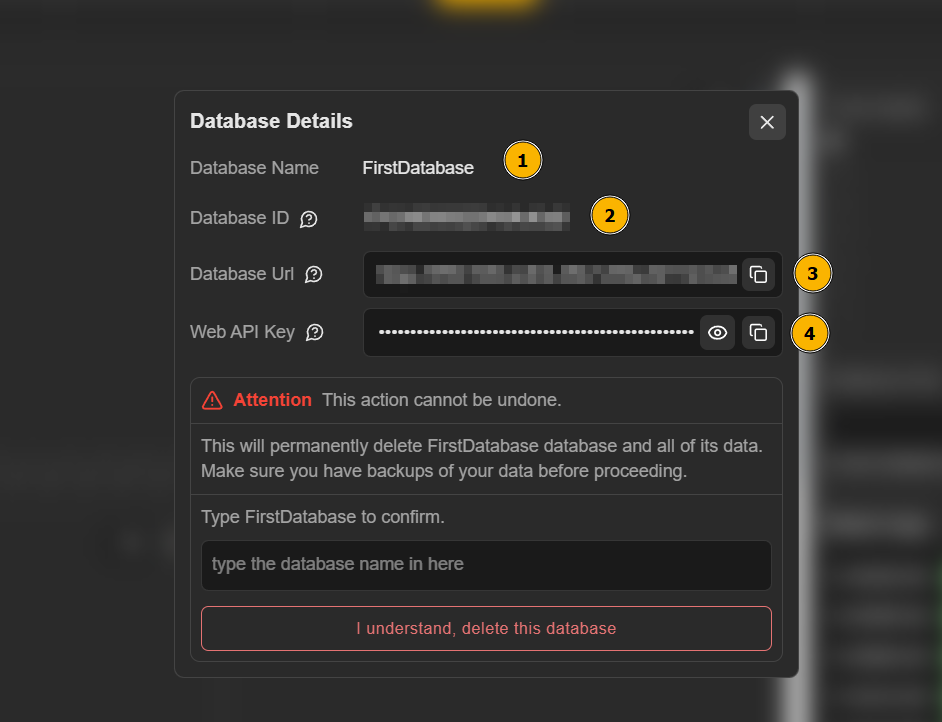 Database Details
Database Name FirstDatabase 1
Database ID 2
Database Url 3
Web API Key •••••••••••••••••••••••••••••••••••••••••••••••••• 4
Attention This action cannot be undone.
This will permanently delete FirstDatabase database and all of its data.
Make sure you have backups of your data before proceeding.
Type FirstDatabase to confirm.
type the database name in here
I understand, delete this database